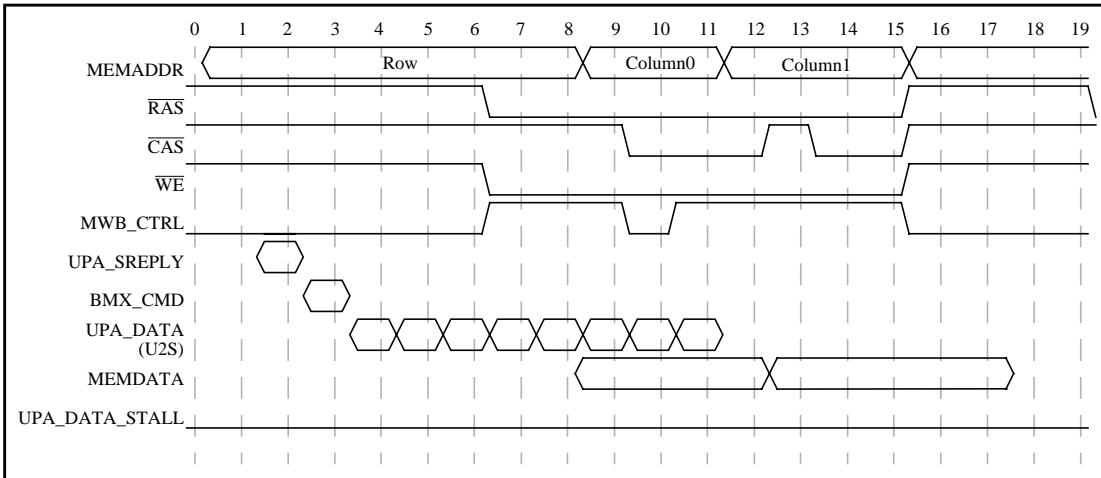 0 1 2 3 4 5 6 7 8 9 10 11 12 13 14 15 16 17 18 19
MEMADDR Row Column0 Column1
RAS
CAS
WE
MWB_CTRL
UPA_SREPLY
BMX_CMD
UPA_DATA
(U2S)
MEMDATA
UPA_DATA_STALL